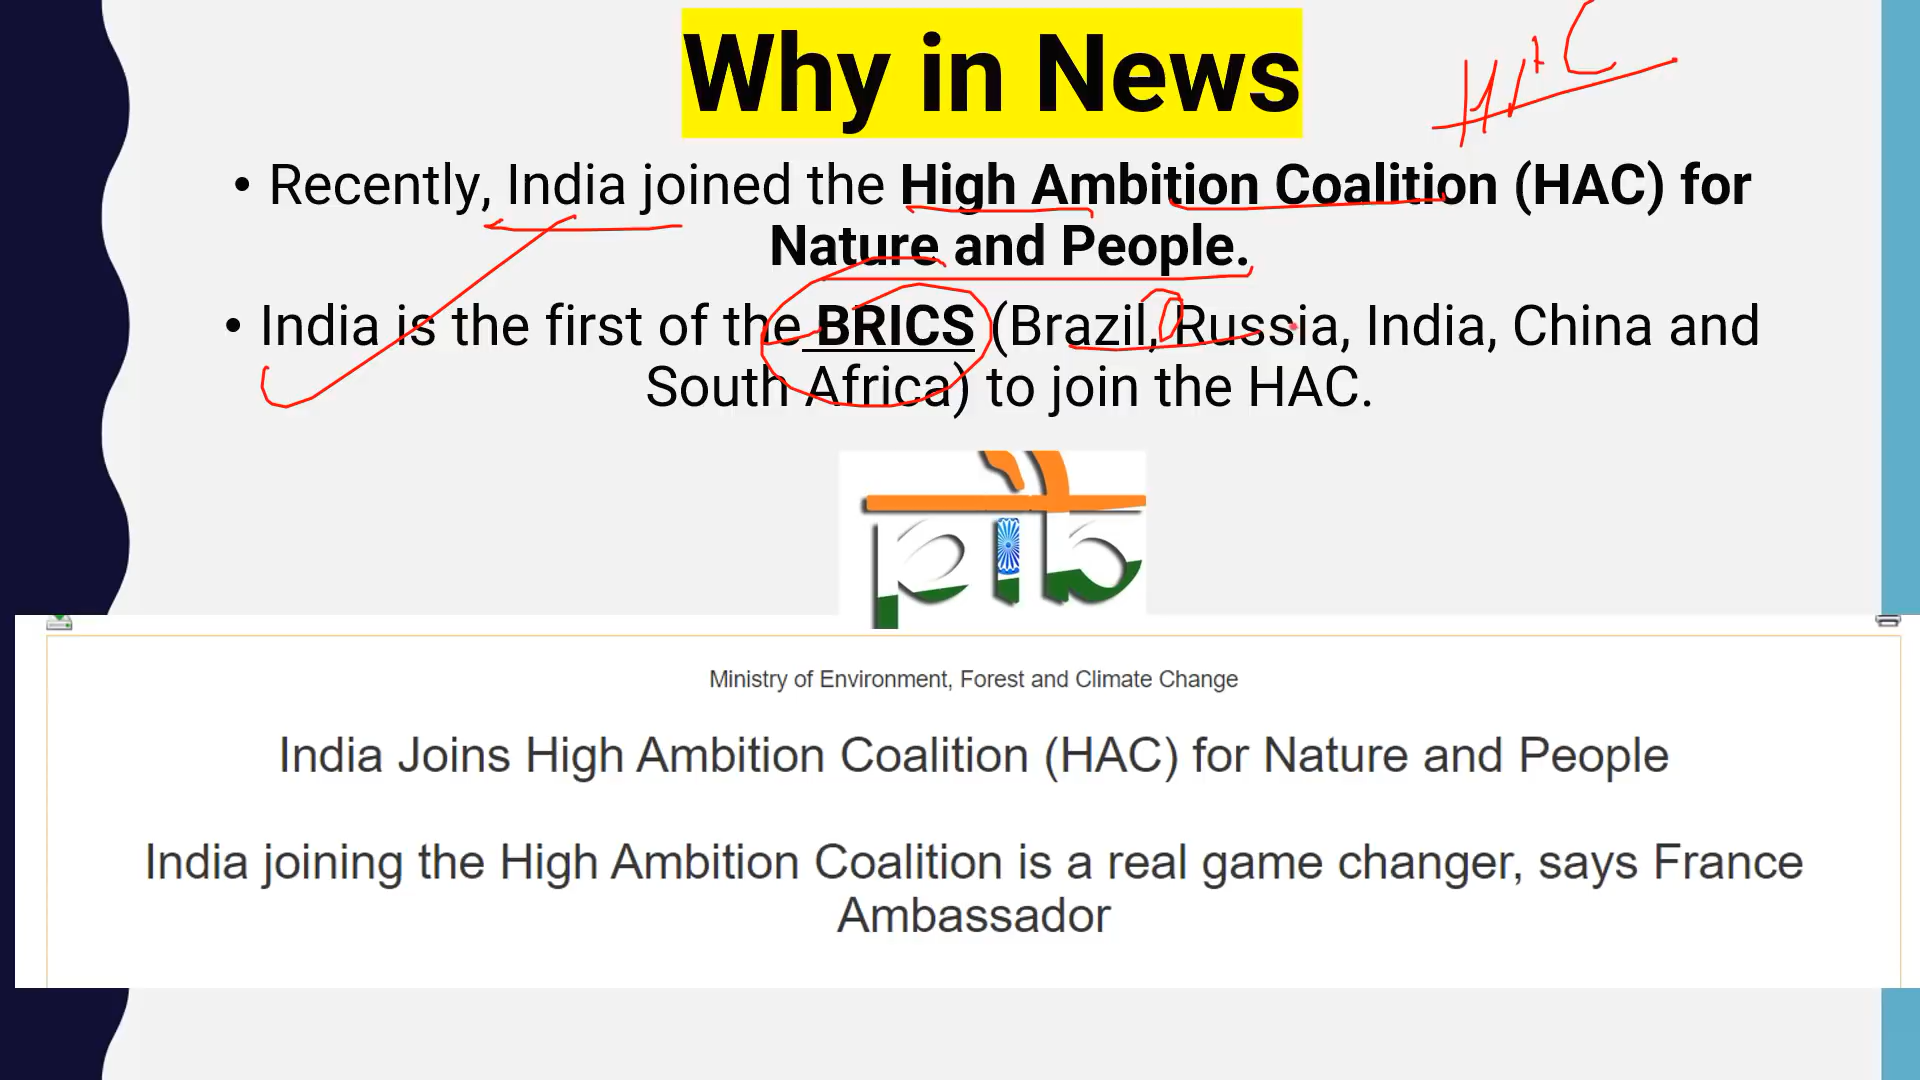 Why in News
HAC
• Recently, India joined the High Ambition Coalition (HAC) for
Nature and People.
• India is the first of the BRICS (Brazil, Russia, India, China and
South Africa) to join the HAC.
pib
Ministry of Environment, Forest and Climate Change
India Joins High Ambition Coalition (HAC) for Nature and People
India joining the High Ambition Coalition is a real game changer, says France
Ambassador